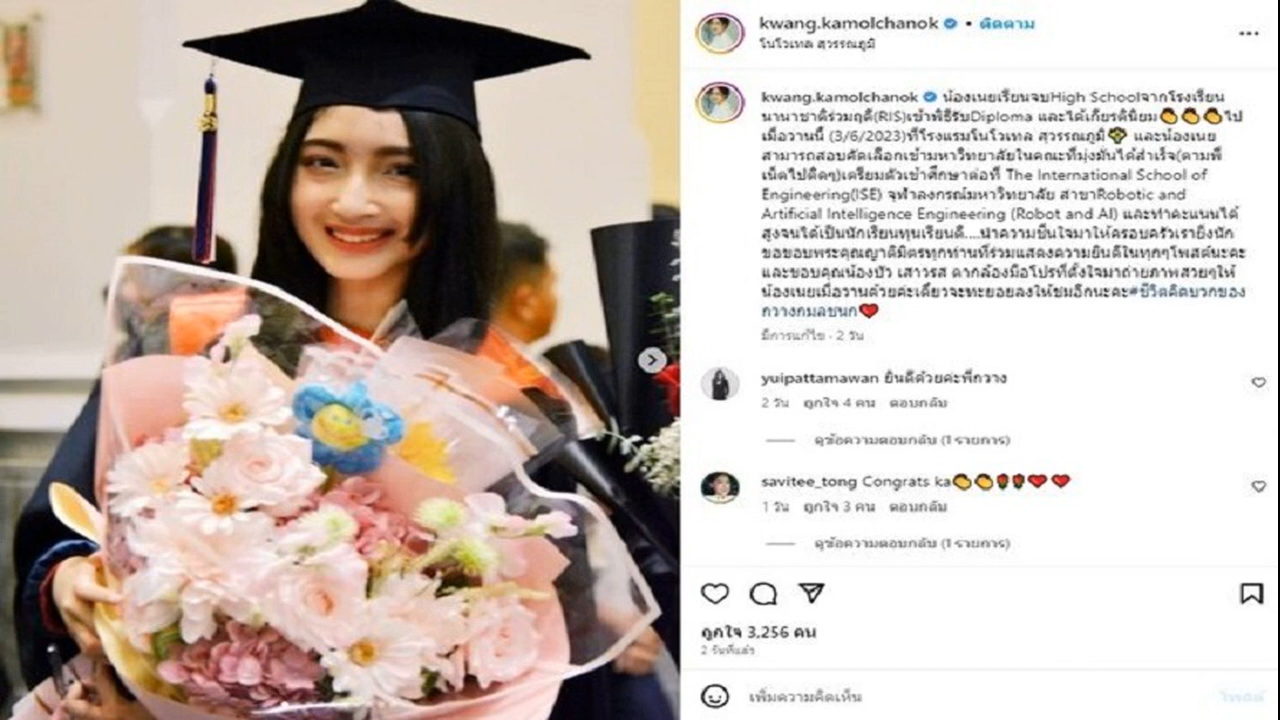 kwang.kamolchanok • ติดตาม
โนโวเทล สุวรรณภูมิ
kwang.kamolchanok น้องเนยเรียนจบHigh Schoolจากโรงเรียน
นานาชาติร่วมฤดี(RIS)เข้าพิธีรับDiploma และได้เกียรตินิยม👏👏👏ไป
เมื่อวานนี้ (3/6/2023)ที่โรงแรมโนโวเทล สุวรรณภูมิ💐 และน้องเนย
สามารถสอบคัดเลือกเข้ามหาวิทยาลัยในคณะที่มุ่งมั่นได้สำเร็จ(ตามพี่
เน็ตไปติดๆ)เตรียมตัวเข้าศึกษาต่อที่ The International School of
Engineering(ISE) จุฬาลงกรณ์มหาวิทยาลัย สาขาRobotic and
Artificial Intelligence Engineering (Robot and AI) และทำคะแนนได้
สูงจนได้เป็นนักเรียนทุนเรียนดี....นำความปลื้มใจมาให้ครอบครัวเรายิ่งนัก
ขอขอบพระคุณญาติมิตรทุกท่านที่ร่วมแสดงความยินดีในทุกๆโพสต์นะคะ
และขอบคุณน้องบัว เสาวรส ตากล้องมือโปรที่ตั้งใจมาถ่ายภาพสวยๆให้
น้องเนยเมื่อวานด้วยค่ะเดี๋ยวจะทะยอยลงให้ชมอีกนะคะ#ชีวิตคิดบวกของ
กวางกมลชนก❤️
มีการแก้ไข · 2 วัน
yuipattamawan ยินดีด้วยค่ะพี่กวาง
2 วัน ถูกใจ 4 คน ตอบกลับ
ดูข้อความตอบกลับ (1 รายการ)
savitee_tong Congrats ka👏👏🌹🌹❤️❤️
1 วัน ถูกใจ 3 คน ตอบกลับ
ดูข้อความตอบกลับ (1 รายการ)
ถูกใจ 3,256 คน
2 วันที่แล้ว
เพิ่มความคิดเห็น
โพสต์